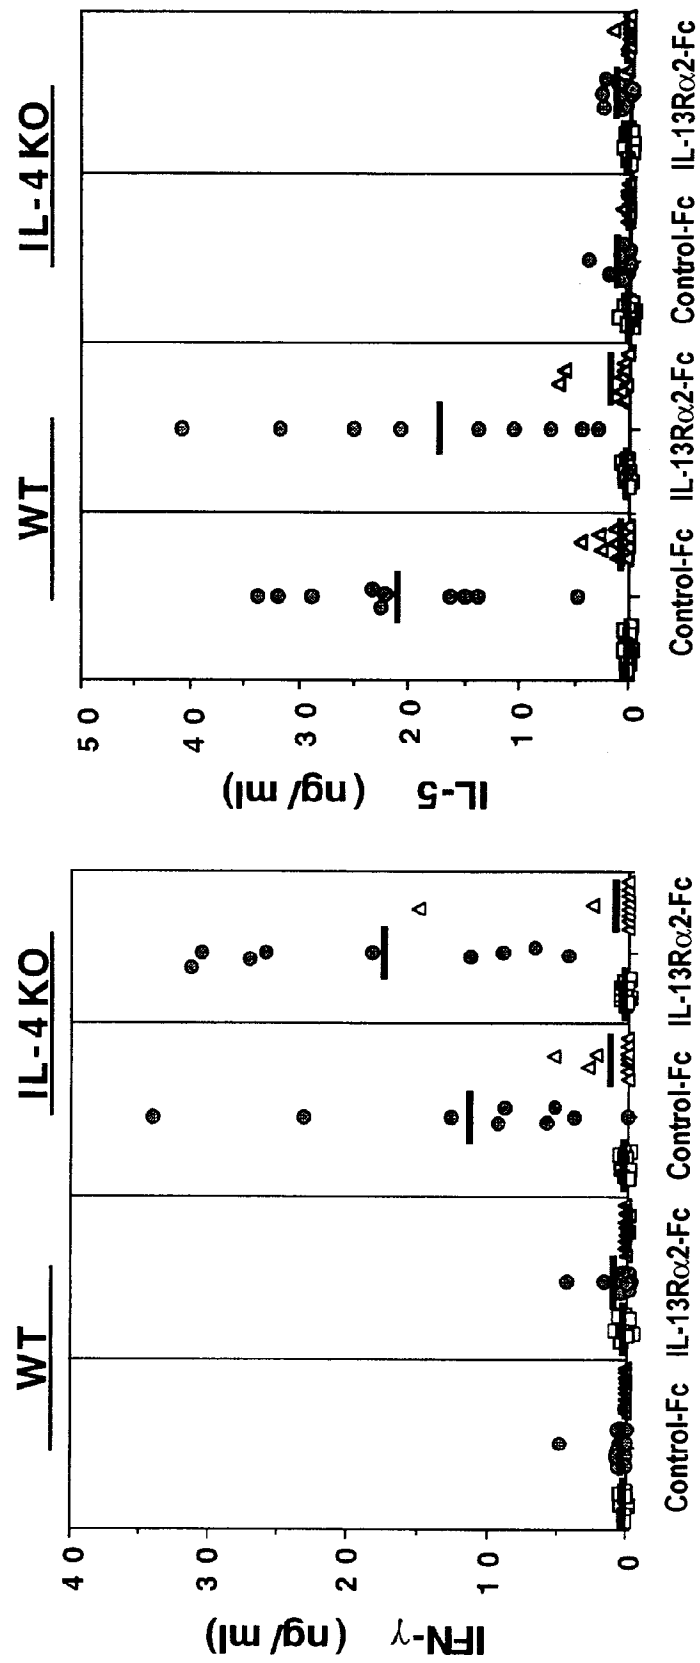 WT
IL-4 KO
IFN-γ (ng/ml)
40
30
20
10
0
Control-Fc
IL-13Rα2-Fc
Control-Fc
IL-13Rα2-Fc
WT
IL-4 KO
IL-5 (ng/ml)
50
40
30
20
10
0
Control-Fc
IL-13Rα2-Fc
Control-Fc
IL-13Rα2-Fc